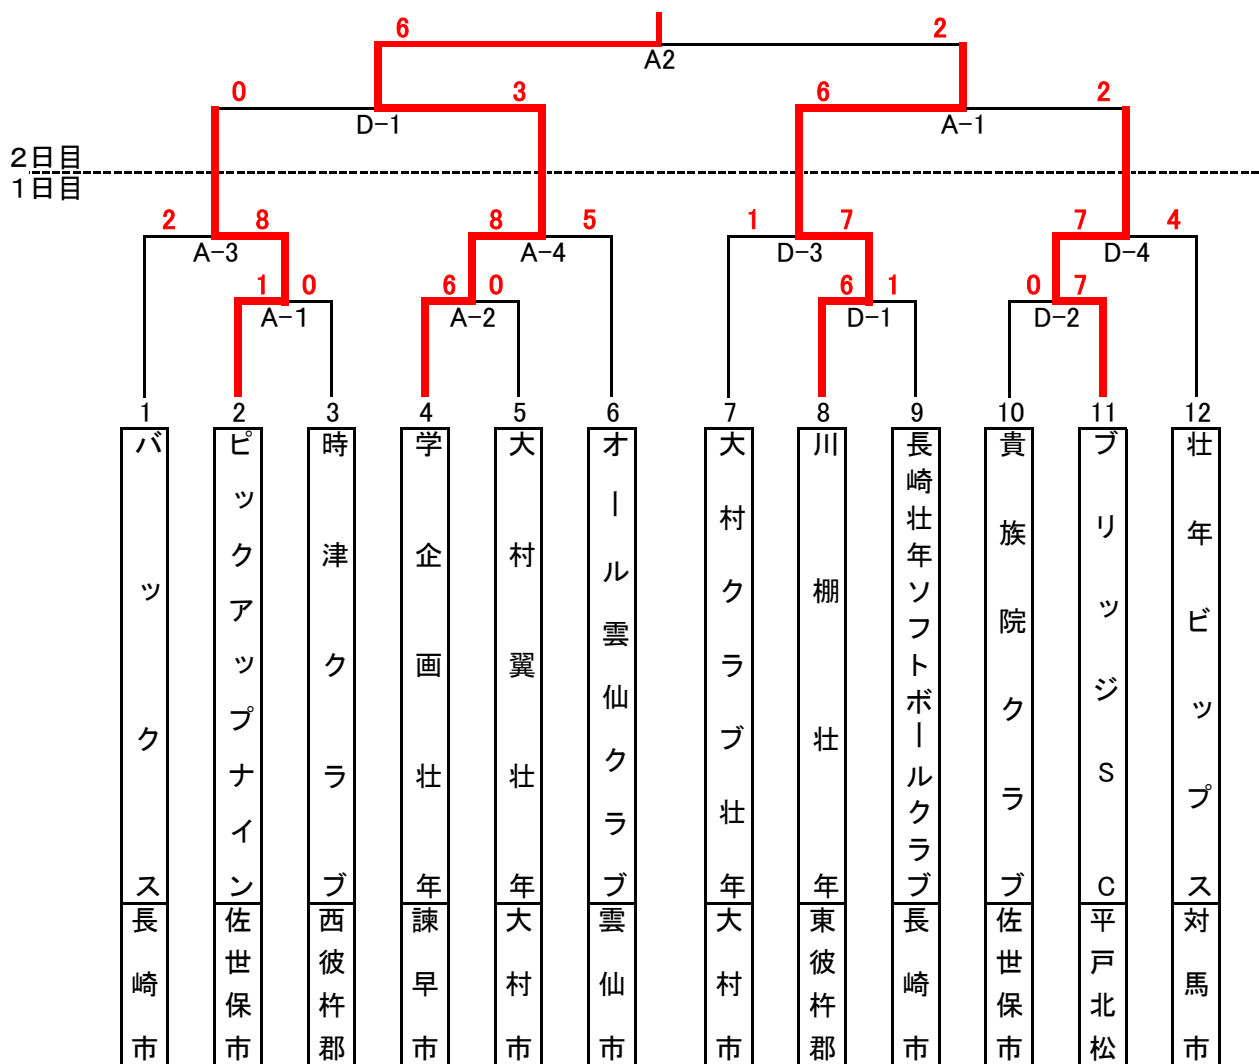 6 2
A2
0 3 6 2
D-1 A-1
2日目
1日目
2 8 8 5 1 7 7 4
A-3 A-4 D-3 D-4
1 0 6 0 6 1 0 7
A-1 A-2 D-1 D-2
1 2 3 4 5 6 7 8 9 10 11 12
バックス
長崎市
ピックアップナイン
佐世保市
時津クラブ
西彼杵郡
学企画壮年
諫早市
大村翼壮年
大村市
オール雲仙クラブ
雲仙市
大村クラブ壮年
大村市
川棚壮年
東彼杵郡
長崎壮年ソフトボールクラブ
長崎市
貴族院クラブ
佐世保市
ブリッジSC
平戸北松
壮年ビップス
対馬市